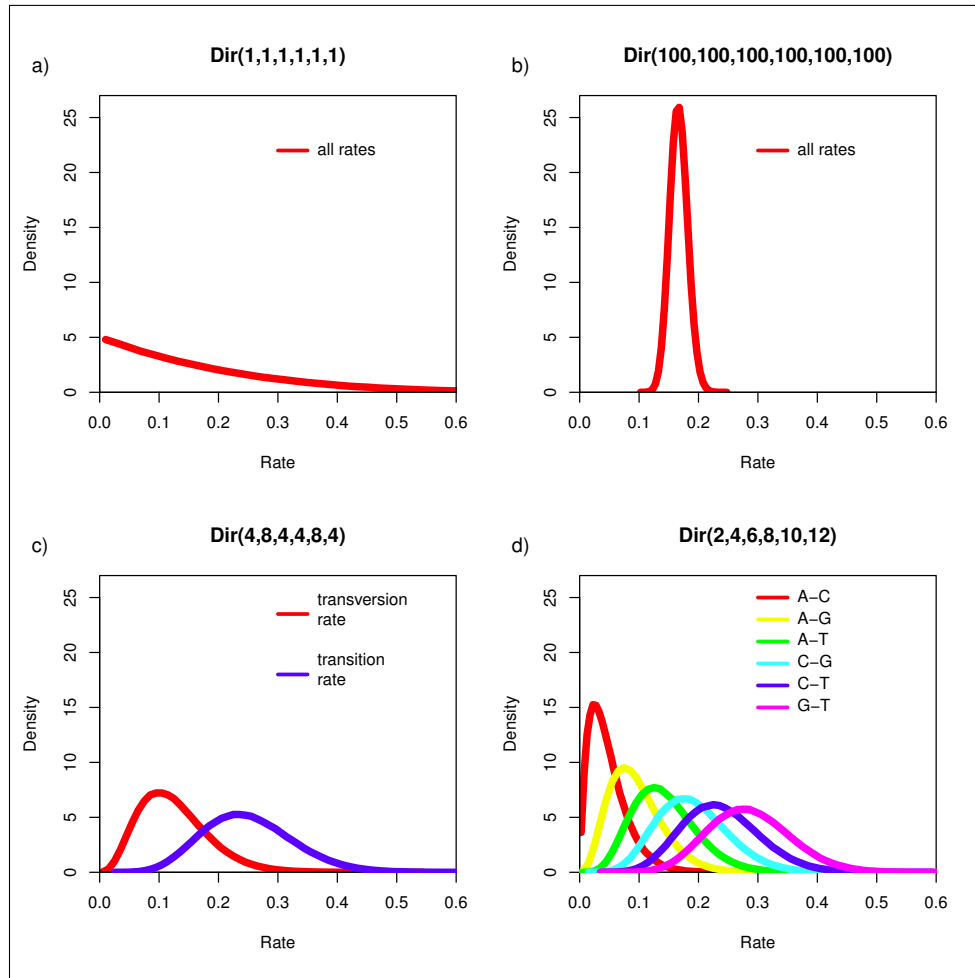 a)
Dir(1,1,1,1,1,1)
25
20
15
10
5
0
Density
all rates
0.0 0.1 0.2 0.3 0.4 0.5 0.6
Rate
b)
Dir(100,100,100,100,100,100)
25
20
15
10
5
0
Density
all rates
0.0 0.1 0.2 0.3 0.4 0.5 0.6
Rate
c)
Dir(4,8,4,4,8,4)
25
20
15
10
5
0
Density
transversion
rate
transition
rate
0.0 0.1 0.2 0.3 0.4 0.5 0.6
Rate
d)
Dir(2,4,6,8,10,12)
25
20
15
10
5
0
Density
A−C
A−G
A−T
C−G
C−T
G−T
0.0 0.1 0.2 0.3 0.4 0.5 0.6
Rate